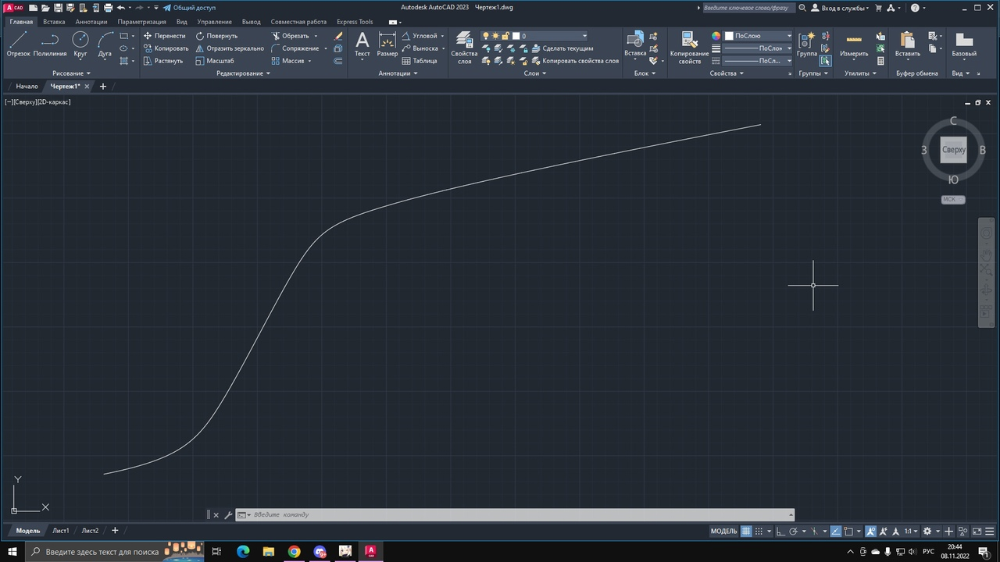 CAD
Общий доступ
Autodesk AutoCAD 2023 Чертеж1.dwg
Введите ключевое слово/фразу
Вход в службы
Главная Вставка Аннотации Параметризация Вид Управление Вывод Совместная работа Express Tools
Отрезок Полилиния Круг Дуга
Перенести Повернуть Обрезать
Копировать Отразить зеркально Сопряжение
Растянуть Масштаб Массив
Текст Размер
Угловой
Выноска
Таблица
Свойства слоя
0
Сделать текущим
Копировать свойства слоя
Вставка
Копирование свойств
ПоСлою
ПоСлою
ПоСл...
Группа
Измерить
Вставить
Базовый
Рисование Редактирование Аннотации Слои Блок Свойства Группы Утилиты Буфер обмена Вид
Начало Чертеж1*
[−][Сверху][2D-каркас]
С
З Сверху В
Ю
МСК
Y
X
Введите команду
Модель Лист1 Лист2
МОДЕЛЬ 1:1
Введите здесь текст для поиска
CAD
РУС
20:44
08.11.2022
1